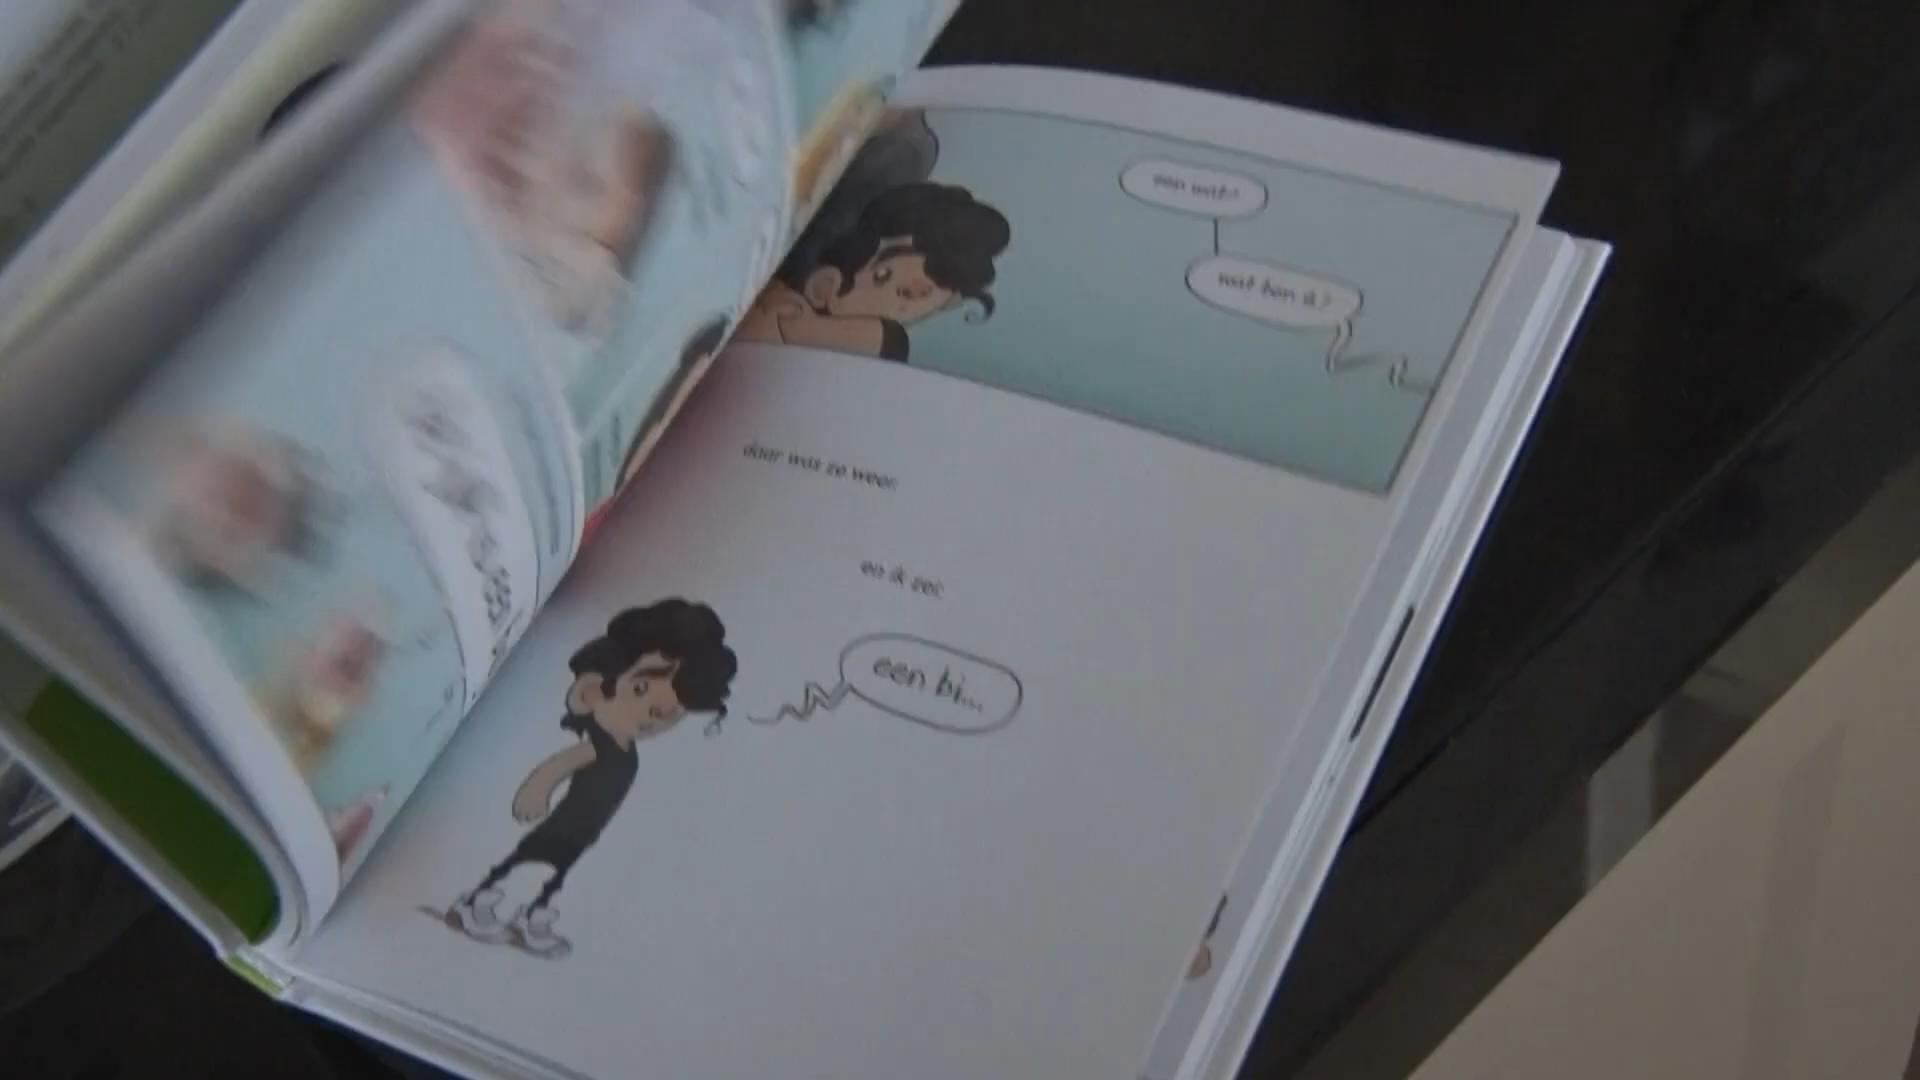 een wat?
wat ben ik?
daar was ze weer.
en ik zei:
een bi...